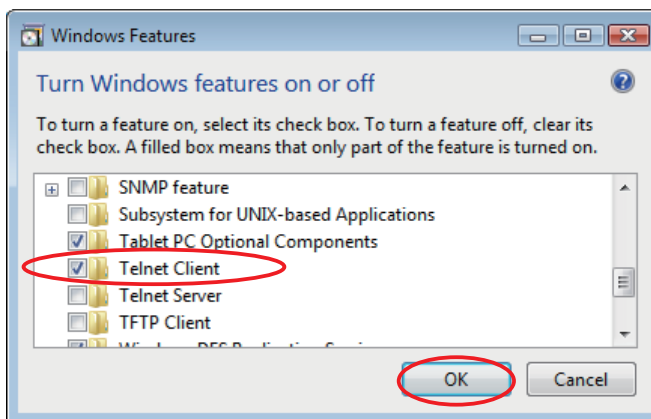 Windows Features
Turn Windows features on or off
To turn a feature on, select its check box. To turn a feature off, clear its
check box. A filled box means that only part of the feature is turned on.
SNMP feature
Subsystem for UNIX-based Applications
Tablet PC Optional Components
Telnet Client
Telnet Server
TFTP Client
OK
Cancel